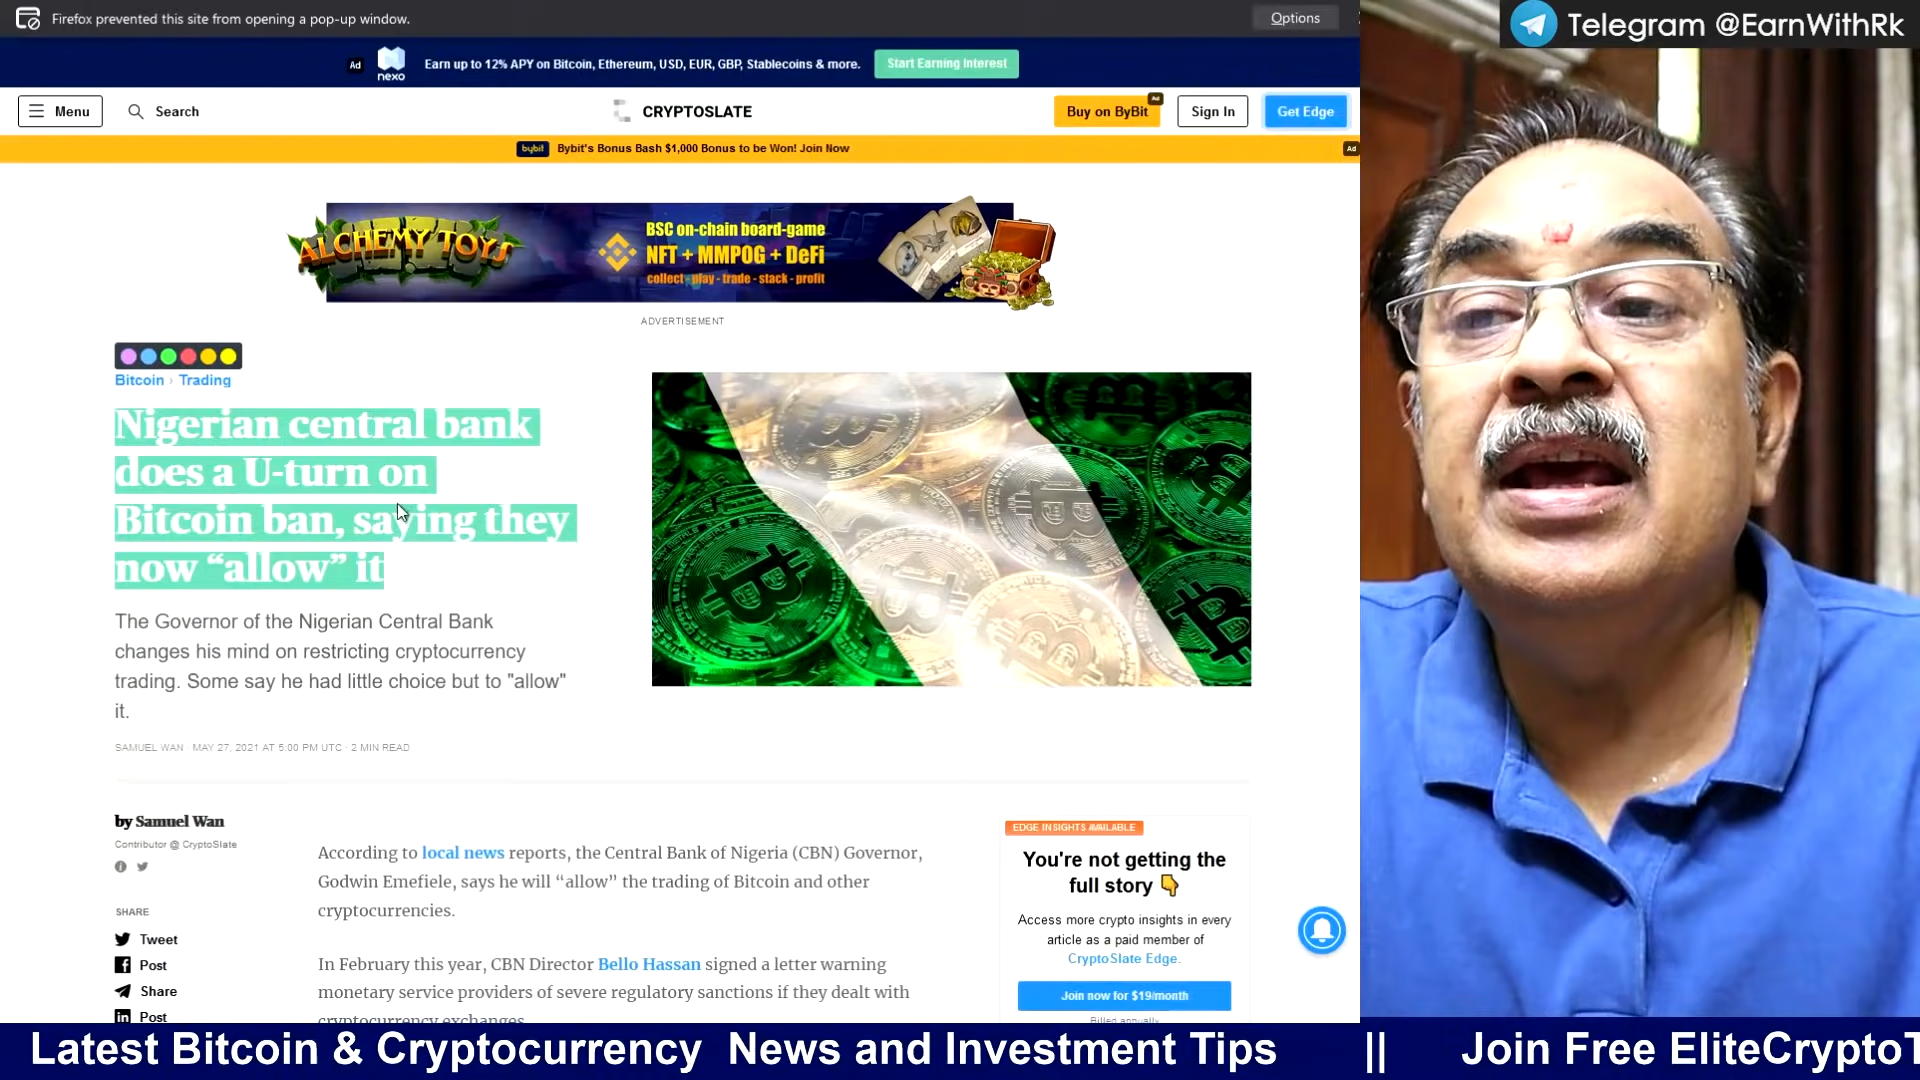 Firefox prevented this site from opening a pop-up window.
Options
Telegram @EarnWithRk
Ad
nexo
Earn up to 12% APY on Bitcoin, Ethereum, USD, EUR, GBP, Stablecoins & more.
Start Earning Interest
Menu
Search
CRYPTOSLATE
Buy on ByBit
Ad
Sign In
Get Edge
bybit
Bybit's Bonus Bash $1,000 Bonus to be Won! Join Now
Ad
ALCHEMY TOYS
BSC on-chain board-game
NFT + MMPOG + DeFi
collect - play - trade - stack - profit
ADVERTISEMENT
Bitcoin › Trading
Nigerian central bank
does a U-turn on
Bitcoin ban, saying they
now “allow” it
The Governor of the Nigerian Central Bank
changes his mind on restricting cryptocurrency
trading. Some say he had little choice but to "allow"
it.
SAMUEL WAN · MAY 27, 2021 AT 5:00 PM UTC · 2 MIN READ
by Samuel Wan
Contributor @ CryptoSlate
SHARE
Tweet
Post
Share
Post
According to local news reports, the Central Bank of Nigeria (CBN) Governor,
Godwin Emefiele, says he will “allow” the trading of Bitcoin and other
cryptocurrencies.
In February this year, CBN Director Bello Hassan signed a letter warning
monetary service providers of severe regulatory sanctions if they dealt with
cryptocurrency exchanges.
EDGE INSIGHTS AVAILABLE
You're not getting the
full story 👇
Access more crypto insights in every
article as a paid member of
CryptoSlate Edge.
Join now for $19/month
Billed annually
Latest Bitcoin & Cryptocurrency News and Investment Tips || Join Free EliteCryptoT